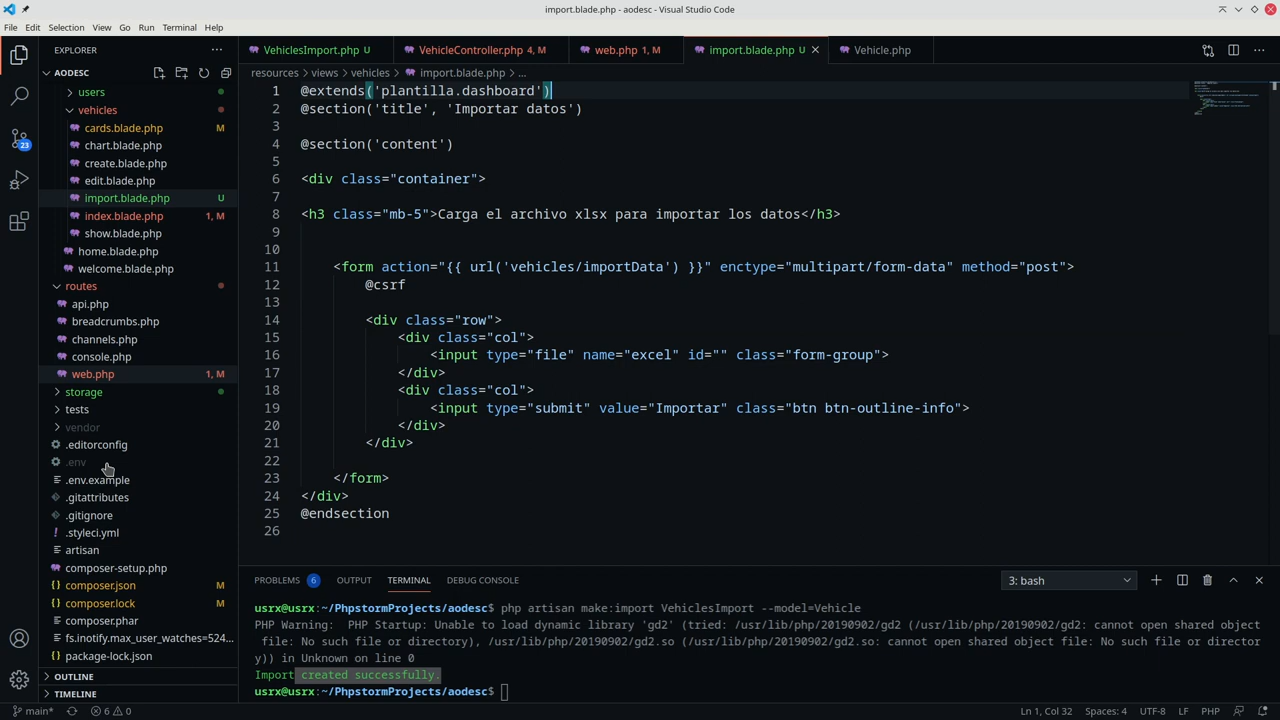 import.blade.php - aodesc - Visual Studio Code
File Edit Selection View Go Run Terminal Help
EXPLORER
VehiclesImport.php U
VehicleController.php 4, M
web.php 1, M
import.blade.php U
Vehicle.php
AODESC
resources > views > vehicles > import.blade.php > ...
users
vehicles
cards.blade.php M
chart.blade.php
create.blade.php
edit.blade.php
import.blade.php U
index.blade.php 1, M
show.blade.php
home.blade.php
welcome.blade.php
routes
api.php
breadcrumbs.php
channels.php
console.php
web.php 1, M
storage
tests
vendor
.editorconfig
.env
.env.example
.gitattributes
.gitignore
.styleci.yml
artisan
composer-setup.php
composer.json M
composer.lock M
composer.phar
fs.inotify.max_user_watches=524...
package-lock.json
OUTLINE
TIMELINE
23
1 @extends('plantilla.dashboard')
2 @section('title', 'Importar datos')
3
4 @section('content')
5
6 <div class="container">
7
8 <h3 class="mb-5">Carga el archivo xlsx para importar los datos</h3>
9
10
11 <form action="{{ url('vehicles/importData') }}" enctype="multipart/form-data" method="post">
12 @csrf
13
14 <div class="row">
15 <div class="col">
16 <input type="file" name="excel" id="" class="form-group">
17 </div>
18 <div class="col">
19 <input type="submit" value="Importar" class="btn btn-outline-info">
20 </div>
21 </div>
22
23 </form>
24 </div>
25 @endsection
26
PROBLEMS 6 OUTPUT TERMINAL DEBUG CONSOLE
3: bash
usrx@usrx:~/PhpstormProjects/aodesc$ php artisan make:import VehiclesImport --model=Vehicle
PHP Warning:  PHP Startup: Unable to load dynamic library 'gd2' (tried: /usr/lib/php/20190902/gd2 (/usr/lib/php/20190902/gd2: cannot open shared object
file: No such file or directory), /usr/lib/php/20190902/gd2.so (/usr/lib/php/20190902/gd2.so: cannot open shared object file: No such file or director
y)) in Unknown on line 0
Import created successfully.
usrx@usrx:~/PhpstormProjects/aodesc$
main* 6 0
Ln 1, Col 32 Spaces: 4 UTF-8 LF PHP